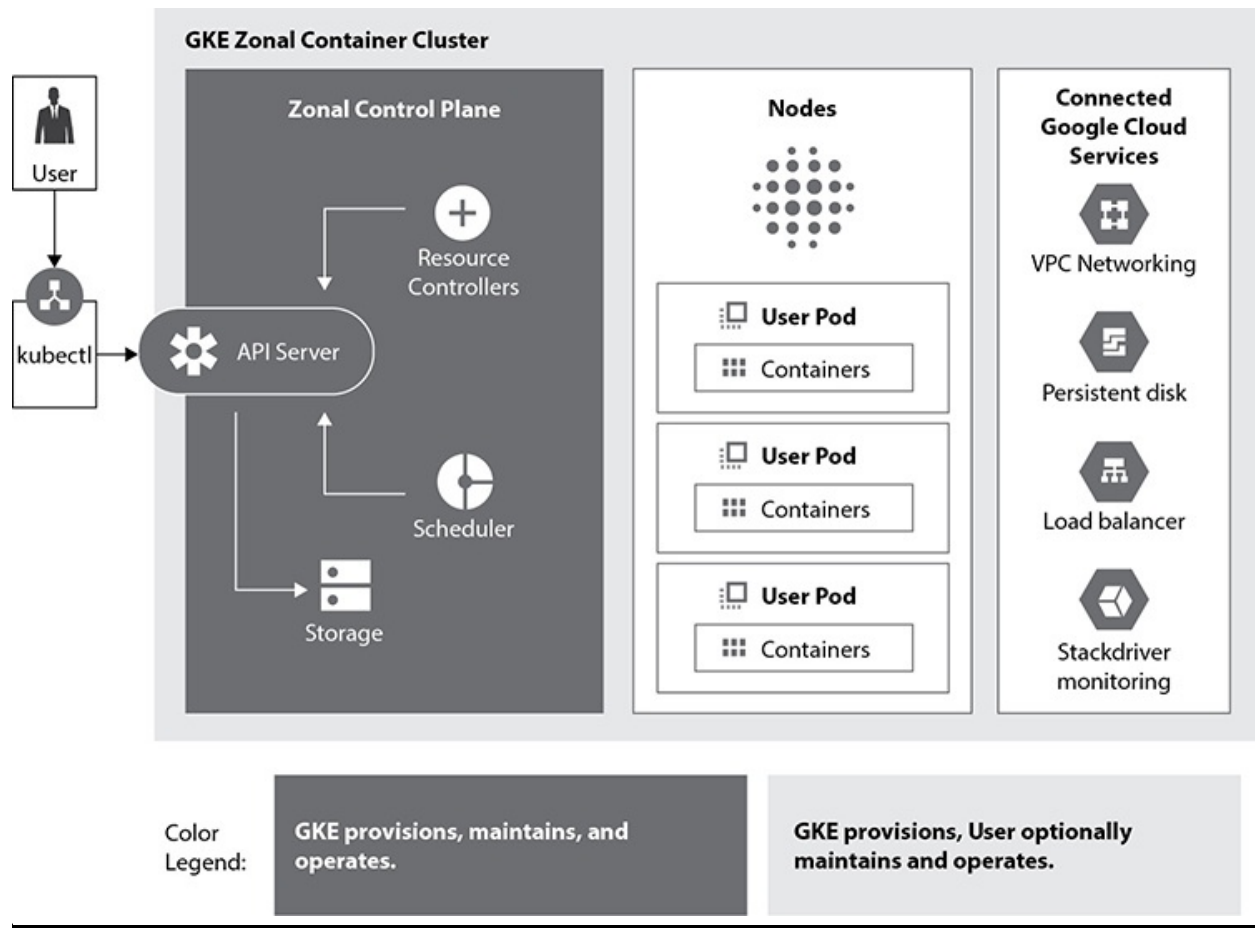 GKE Zonal Container Cluster
User
kubectl
Zonal Control Plane
Resource
Controllers
API Server
Scheduler
Storage
Nodes
User Pod
Containers
User Pod
Containers
User Pod
Containers
Connected
Google Cloud
Services
VPC Networking
Persistent disk
Load balancer
Stackdriver
monitoring
Color
Legend:
GKE provisions, maintains, and
operates.
GKE provisions, User optionally
maintains and operates.